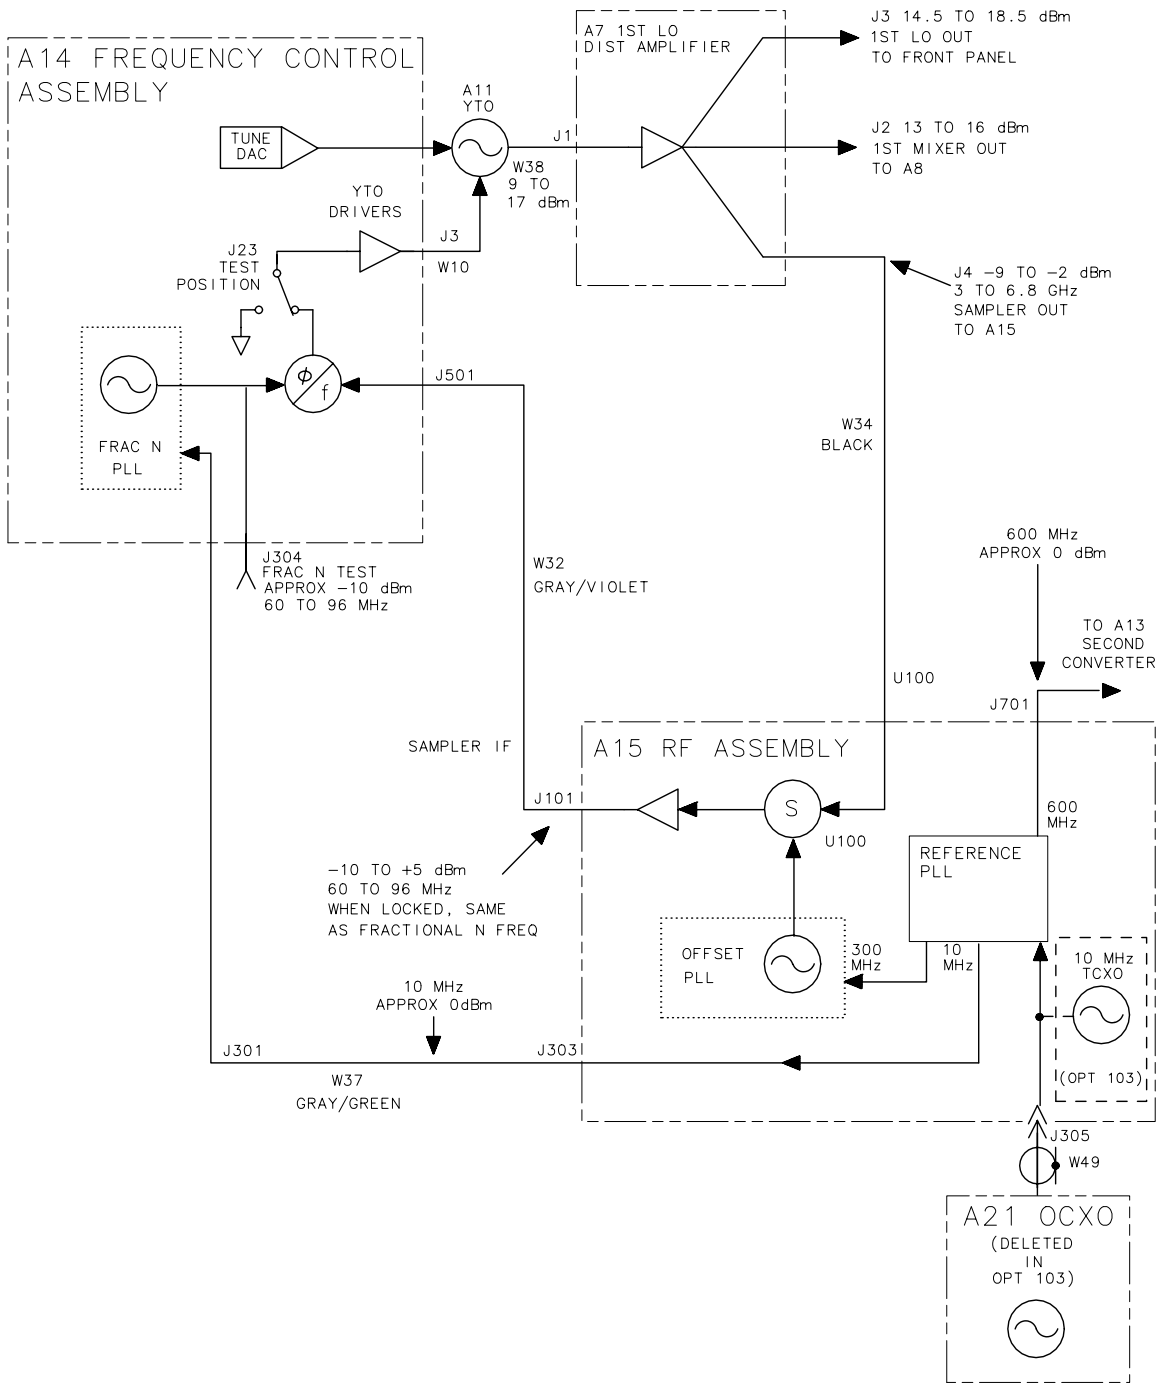 A14 FREQUENCY CONTROL
ASSEMBLY
TUNE
DAC
A11
YTO
J1
W38
9 TO
17 dBm
A7 1ST LO
DIST AMPLIFIER
J3 14.5 TO 18.5 dBm
1ST LO OUT
TO FRONT PANEL
J2 13 TO 16 dBm
1ST MIXER OUT
TO A8
YTO
DRIVERS
J3
W10
J23
TEST
POSITION
J4 -9 TO -2 dBm
3 TO 6.8 GHz
SAMPLER OUT
TO A15
Φ
f
J501
FRAC N
PLL
W34
BLACK
J304
FRAC N TEST
APPROX -10 dBm
60 TO 96 MHz
W32
GRAY/VIOLET
600 MHz
APPROX 0 dBm
TO A13
SECOND
CONVERTER
U100
J701
SAMPLER IF
A15 RF ASSEMBLY
J101
S
U100
600
MHz
REFERENCE
PLL
-10 TO +5 dBm
60 TO 96 MHz
WHEN LOCKED, SAME
AS FRACTIONAL N FREQ
OFFSET
PLL
300
MHz
10
MHz
10 MHz
TCXO
(OPT 103)
10 MHz
APPROX 0dBm
J301
J303
W37
GRAY/GREEN
J305
W49
A21 OCXO
(DELETED
IN
OPT 103)